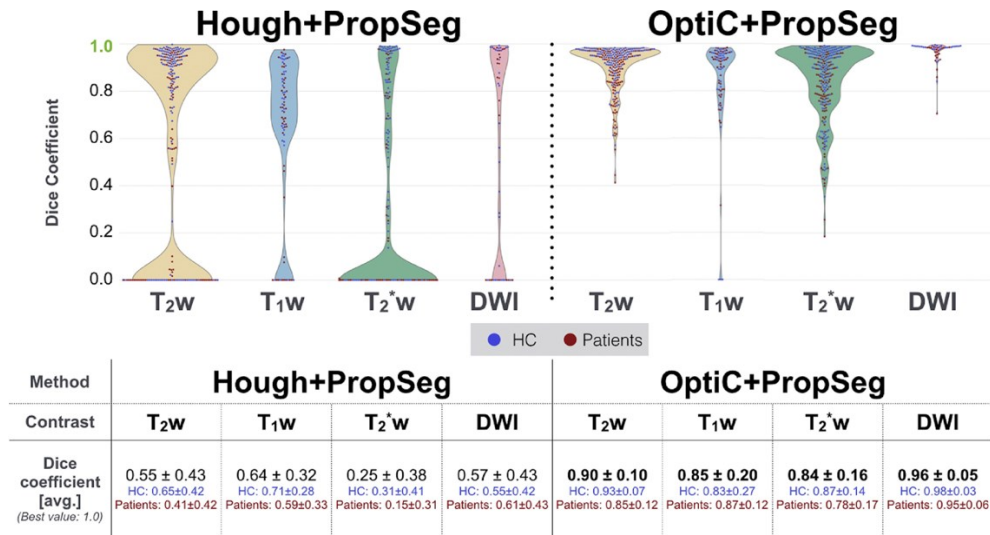 Hough+PropSeg OptiC+PropSeg
Dice Coefficient
1.0
0.8
0.6
0.4
0.2
0.0
T₂w T₁w T₂*w DWI T₂w T₁w T₂*w DWI
HC Patients
Method Hough+PropSeg OptiC+PropSeg
Contrast T₂w T₁w T₂*w DWI T₂w T₁w T₂*w DWI
Dice coefficient [avg.] (Best value: 1.0)
0.55 ± 0.43 0.64 ± 0.32 0.25 ± 0.38 0.57 ± 0.43 0.90 ± 0.10 0.85 ± 0.20 0.84 ± 0.16 0.96 ± 0.05
HC: 0.65±0.42 HC: 0.71±0.28 HC: 0.31±0.41 HC: 0.55±0.42 HC: 0.93±0.07 HC: 0.83±0.27 HC: 0.87±0.14 HC: 0.98±0.03
Patients: 0.41±0.42 Patients: 0.59±0.33 Patients: 0.15±0.31 Patients: 0.61±0.43 Patients: 0.85±0.12 Patients: 0.87±0.12 Patients: 0.78±0.17 Patients: 0.95±0.06